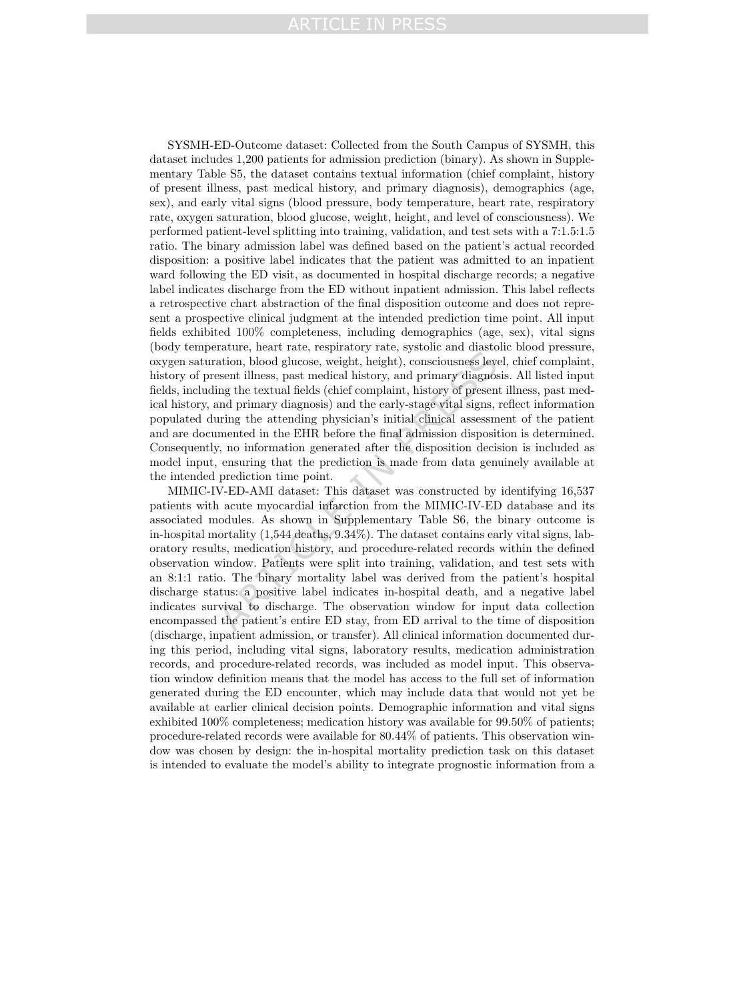 ARTICLE IN PRESS
SYSMH-ED-Outcome dataset: Collected from the South Campus of SYSMH, this
dataset includes 1,200 patients for admission prediction (binary). As shown in Supple-
mentary Table S5, the dataset contains textual information (chief complaint, history
of present illness, past medical history, and primary diagnosis), demographics (age,
sex), and early vital signs (blood pressure, body temperature, heart rate, respiratory
rate, oxygen saturation, blood glucose, weight, height, and level of consciousness). We
performed patient-level splitting into training, validation, and test sets with a 7:1.5:1.5
ratio. The binary admission label was defined based on the patient's actual recorded
disposition: a positive label indicates that the patient was admitted to an inpatient
ward following the ED visit, as documented in hospital discharge records; a negative
label indicates discharge from the ED without inpatient admission. This label reflects
a retrospective chart abstraction of the final disposition outcome and does not repre-
sent a prospective clinical judgment at the intended prediction time point. All input
fields exhibited 100% completeness, including demographics (age, sex), vital signs
(body temperature, heart rate, respiratory rate, systolic and diastolic blood pressure,
oxygen saturation, blood glucose, weight, height), consciousness level, chief complaint,
history of present illness, past medical history, and primary diagnosis. All listed input
fields, including the textual fields (chief complaint, history of present illness, past med-
ical history, and primary diagnosis) and the early-stage vital signs, reflect information
populated during the attending physician's initial clinical assessment of the patient
and are documented in the EHR before the final admission disposition is determined.
Consequently, no information generated after the disposition decision is included as
model input, ensuring that the prediction is made from data genuinely available at
the intended prediction time point.
MIMIC-IV-ED-AMI dataset: This dataset was constructed by identifying 16,537
patients with acute myocardial infarction from the MIMIC-IV-ED database and its
associated modules. As shown in Supplementary Table S6, the binary outcome is
in-hospital mortality (1,544 deaths, 9.34%). The dataset contains early vital signs, lab-
oratory results, medication history, and procedure-related records within the defined
observation window. Patients were split into training, validation, and test sets with
an 8:1:1 ratio. The binary mortality label was derived from the patient's hospital
discharge status: a positive label indicates in-hospital death, and a negative label
indicates survival to discharge. The observation window for input data collection
encompassed the patient's entire ED stay, from ED arrival to the time of disposition
(discharge, inpatient admission, or transfer). All clinical information documented dur-
ing this period, including vital signs, laboratory results, medication administration
records, and procedure-related records, was included as model input. This observa-
tion window definition means that the model has access to the full set of information
generated during the ED encounter, which may include data that would not yet be
available at earlier clinical decision points. Demographic information and vital signs
exhibited 100% completeness; medication history was available for 99.50% of patients;
procedure-related records were available for 80.44% of patients. This observation win-
dow was chosen by design: the in-hospital mortality prediction task on this dataset
is intended to evaluate the model's ability to integrate prognostic information from a
ARTICLE IN PRESS